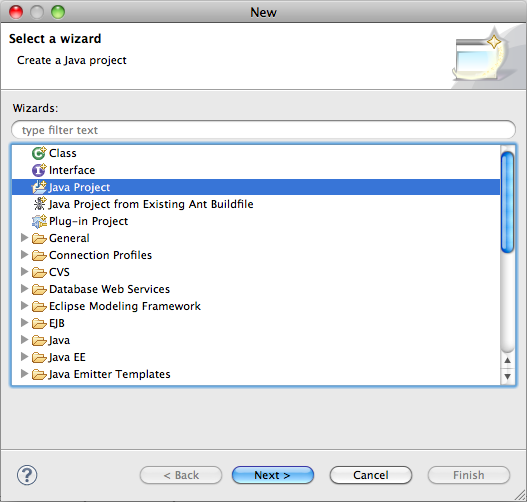 New
Select a wizard
Create a Java project
Wizards:
type filter text
Class
Interface
Java Project
Java Project from Existing Ant Buildfile
Plug-in Project
General
Connection Profiles
CVS
Database Web Services
Eclipse Modeling Framework
EJB
Java
Java EE
Java Emitter Templates
? < Back Next > Cancel Finish